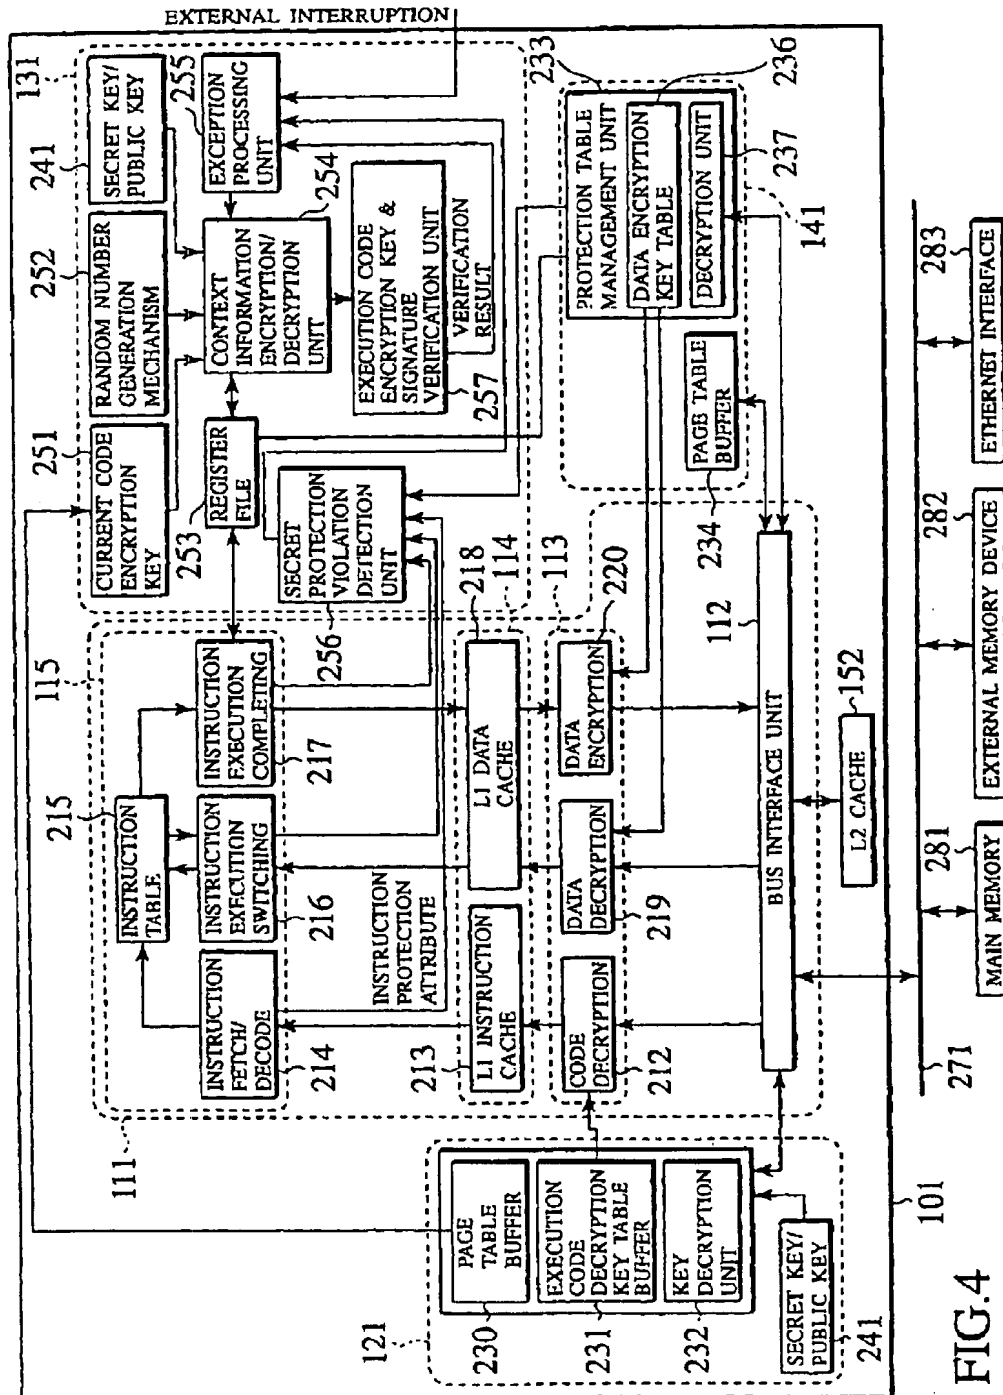 EXTERNAL INTERRUPTION
131
241
SECRET KEY/
PUBLIC KEY
252
RANDOM NUMBER
GENERATION
MECHANISM
251
CURRENT CODE
ENCRYPTION
KEY
255
EXCEPTION
PROCESSING
UNIT
254
CONTEXT
INFORMATION
ENCRYPTION/
DECRYPTION
UNIT
253
REGISTER
FILE
EXECUTION CODE
ENCRYPTION KEY &
SIGNATURE
VERIFICATION UNIT
257
VERIFICATION
RESULT
SECRET
PROTECTION
VIOLATION
DETECTION
UNIT
256
233
PROTECTION TABLE
MANAGEMENT UNIT
236
DATA ENCRYPTION
KEY TABLE
DECRYPTION UNIT
237
141
PAGE TABLE
BUFFER
234
115
215
INSTRUCTION
TABLE
INSTRUCTION
EXECUTION
COMPLETING
217
INSTRUCTION
EXECUTION
SWITCHING
216
INSTRUCTION
FETCH/
DECODE
214
111
INSTRUCTION
PROTECTION
ATTRIBUTE
218
114
L1 DATA
CACHE
L1 INSTRUCTION
CACHE
213
113
220
DATA
ENCRYPTION
DATA
DECRYPTION
219
CODE
DECRYPTION
212
112
BUS INTERFACE UNIT
L2 CACHE
152
121
PAGE
TABLE
BUFFER
230
EXECUTION
CODE
DECRYPTION
KEY TABLE
BUFFER
231
KEY
DECRYPTION
UNIT
232
SECRET KEY/
PUBLIC KEY
241
101
271
281
MAIN MEMORY
282
EXTERNAL MEMORY DEVICE
283
ETHERNET INTERFACE
FIG.4